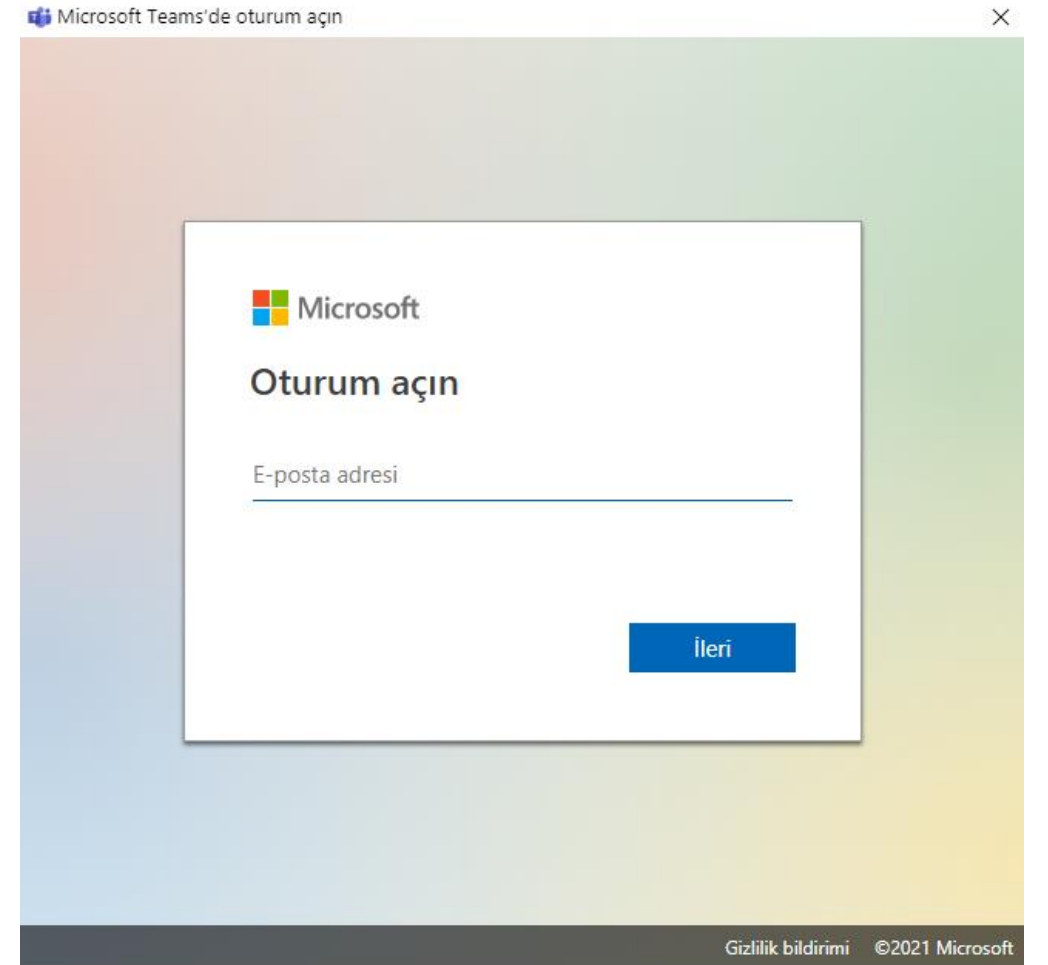 Microsoft Teams'de oturum açın
Microsoft
Oturum açın
E-posta adresi
İleri
Gizlilik bildirimi ©2021 Microsoft